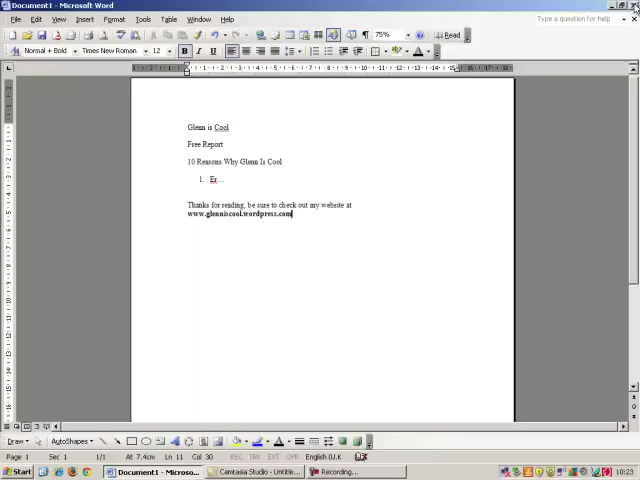 Document1 - Microsoft Word
File Edit View Insert Format Tools Table Window Help
Type a question for help
75% Read
Normal + Bold Times New Roman 12 B I U
Glenn is Cool
Free Report
10 Reasons Why Glenn Is Cool
1. Er…
Thanks for reading, be sure to check out my website at
www.glenniscool.wordpress.com
Draw AutoShapes
Page 1 Sec 1 1/1 At 7.4cm Ln 11 Col 30 REC TRK EXT OVR English (U.K
Start Document1 - Microso... Camtasia Studio - Untitle... Recording... 10:23